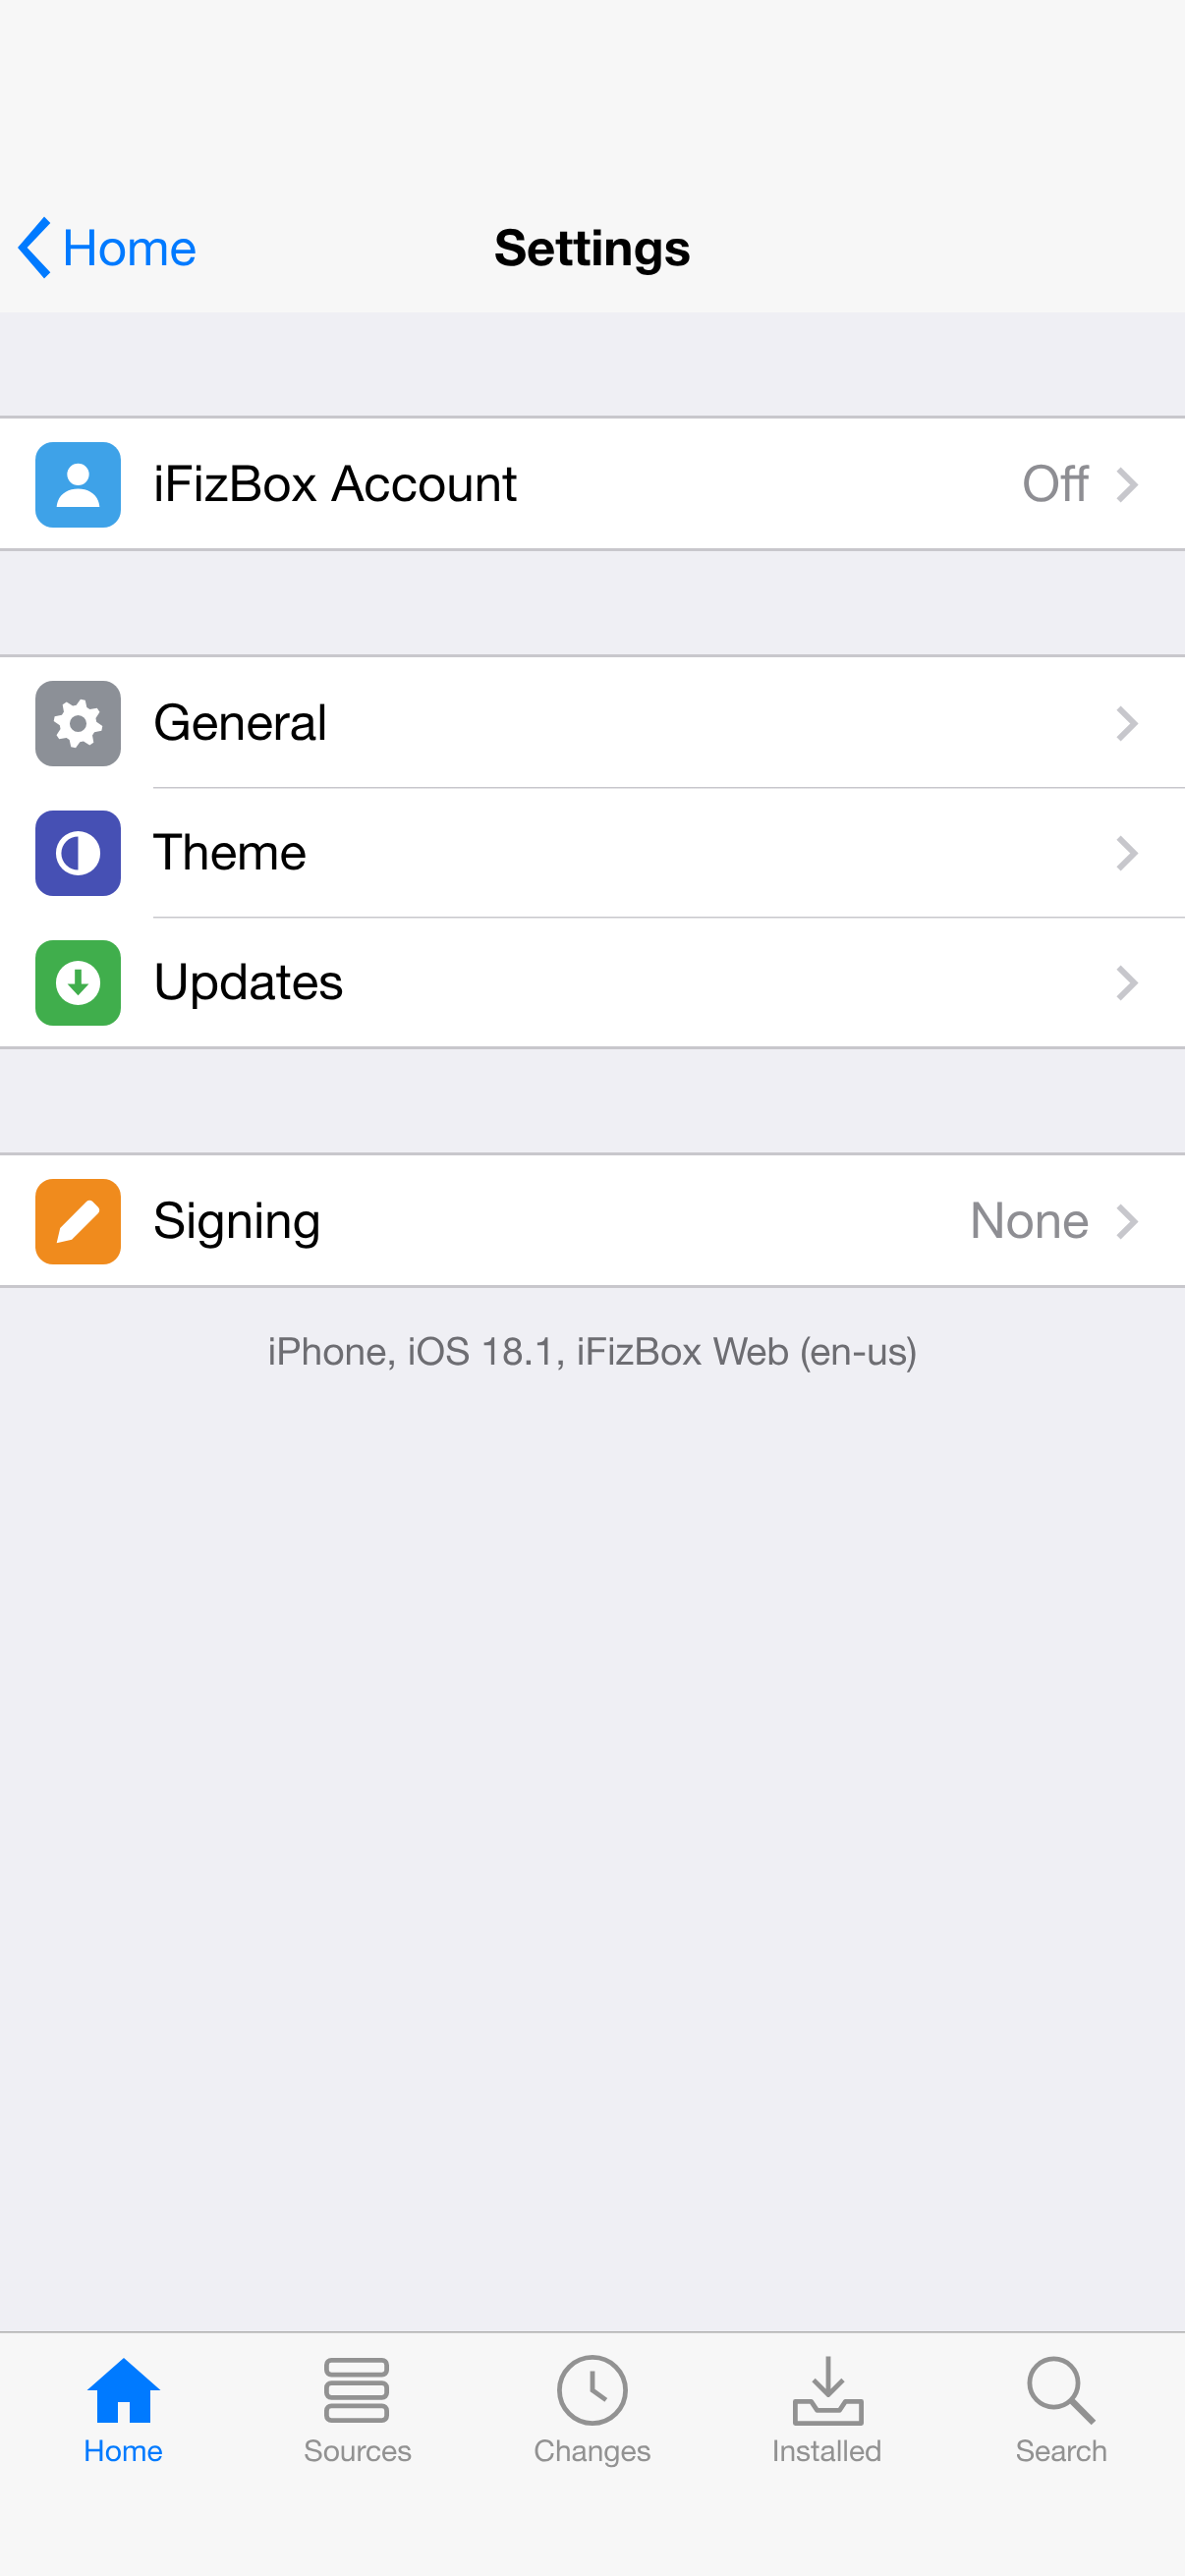 Home Settings
iFizBox Account Off
General
Theme
Updates
Signing None
iPhone, iOS 18.1, iFizBox Web (en-us)
Home Sources Changes Installed Search